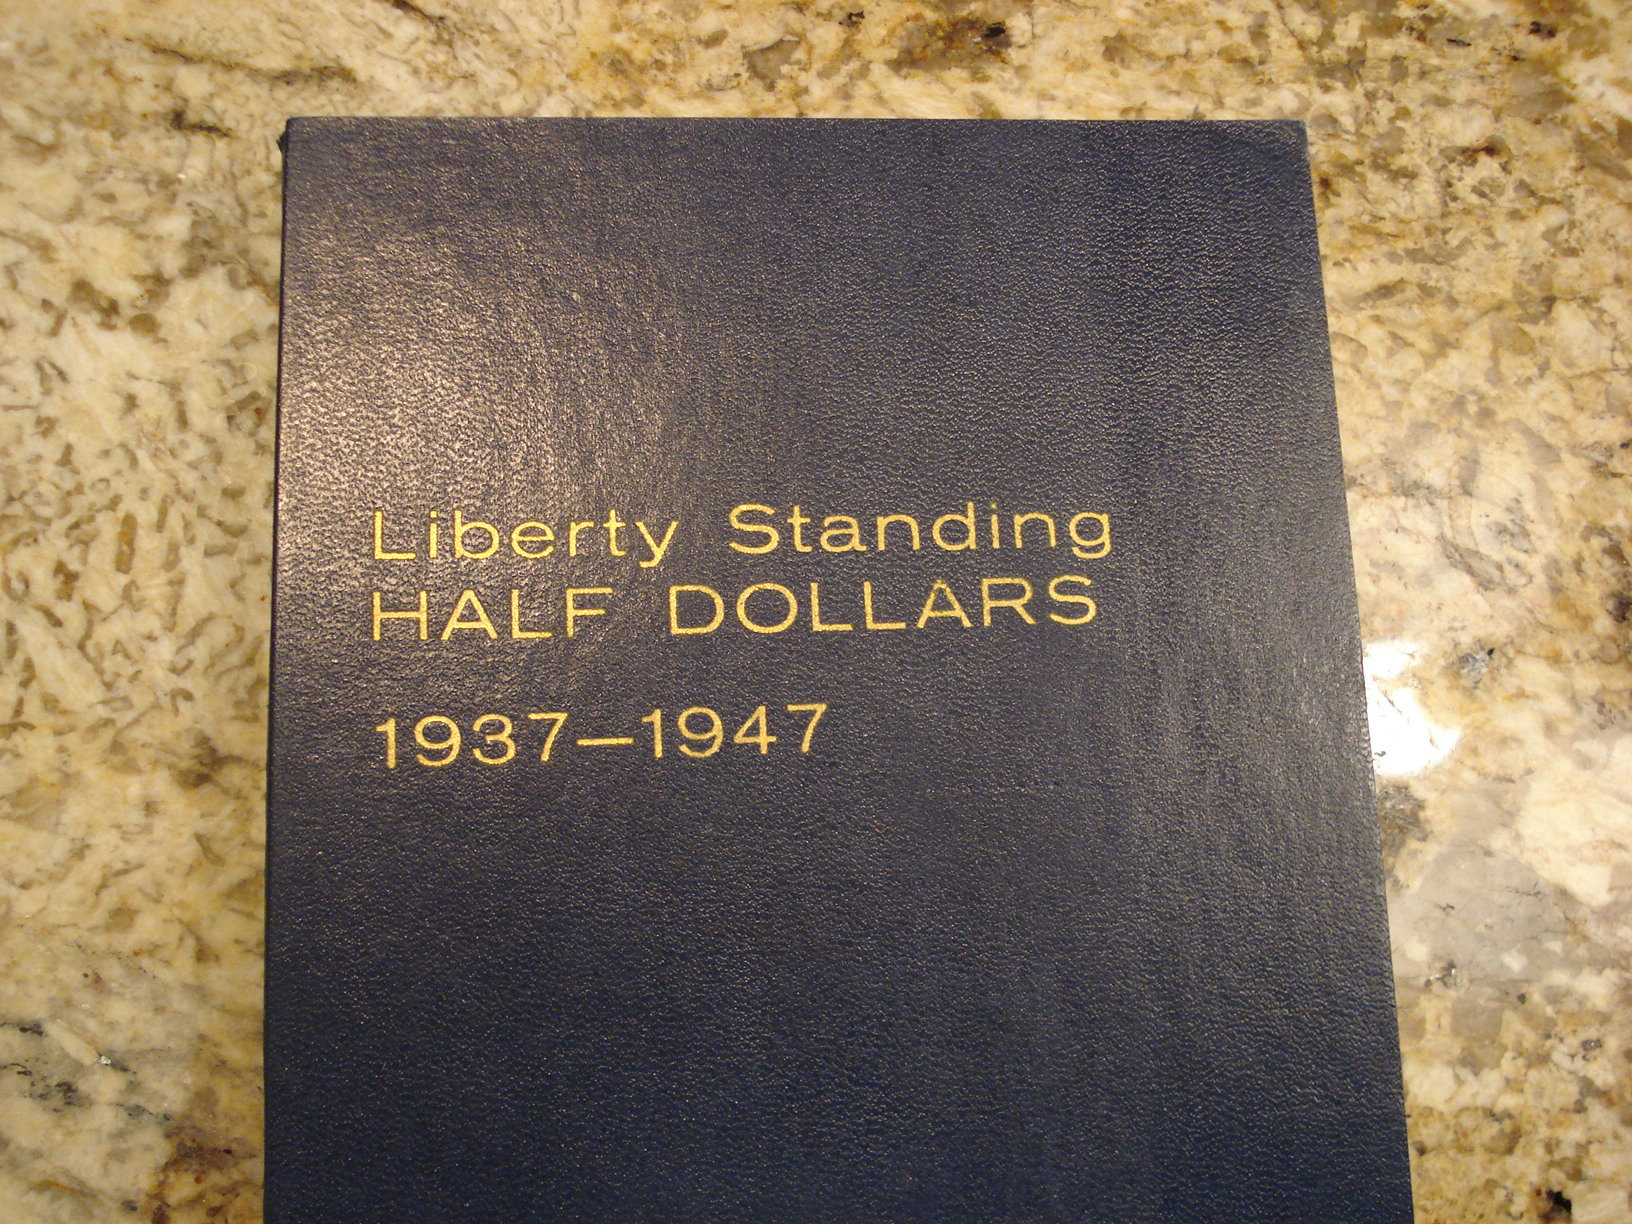 Liberty Standing
HALF DOLLARS
1937–1947